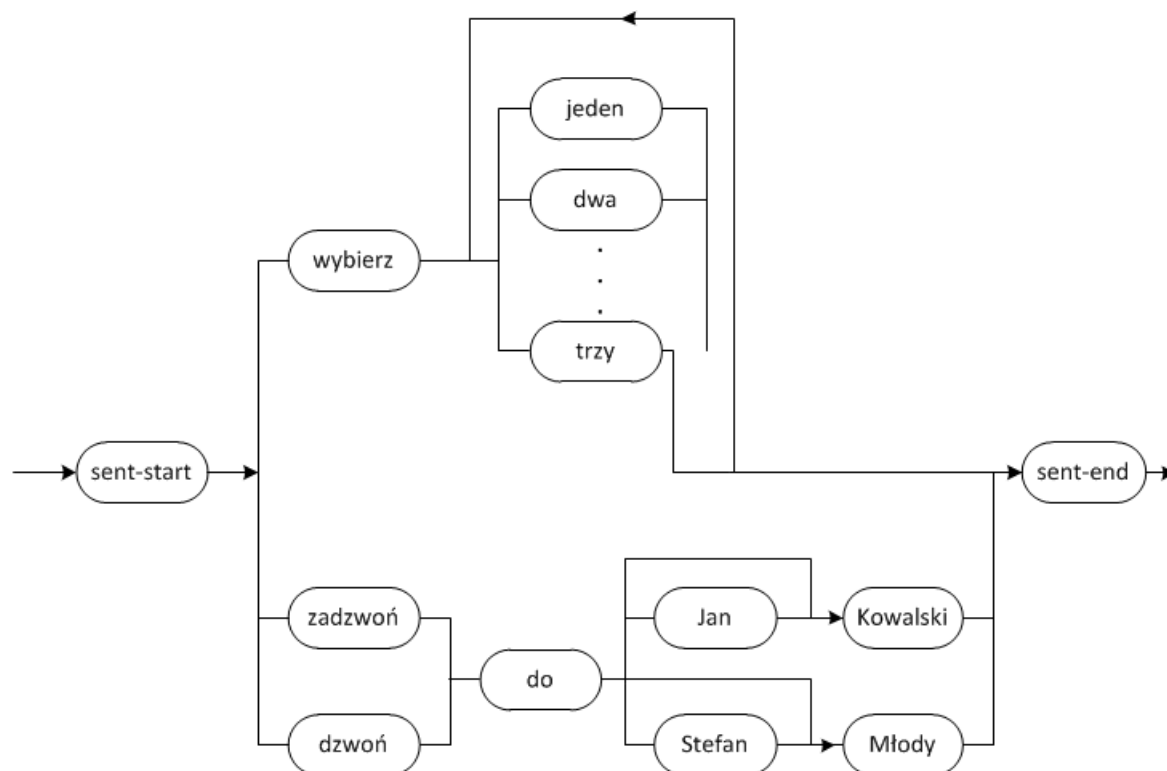 jeden
dwa
wybierz
trzy
sent-start
sent-end
zadzwoń
Jan
Kowalski
do
dzwoń
Stefan
Młody